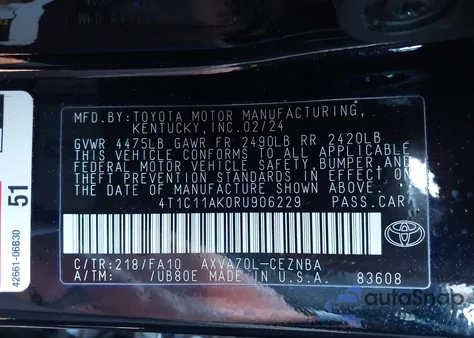 MFD.BY:TOYOTA MOTOR MANUFACTURING,
KENTUCKY,INC.02/24
GVWR 4475LB GAWR FR 2490LB RR 2420LB
THIS VEHICLE CONFORMS TO ALL APPLICABLE
FEDERAL MOTOR VEHICLE SAFETY,BUMPER,AND
THEFT PREVENTION STANDARDS IN EFFECT ON
THE DATE OF MANUFACTURE SHOWN ABOVE.
4T1C11AK0RU906229 PASS.CAR
C/TR:218/FA10 AXVA70L-CEZNBA
A/TM: /UB80E MADE IN U.S.A. 83608
TOYOTA
51
42661-06B30
autoSnap